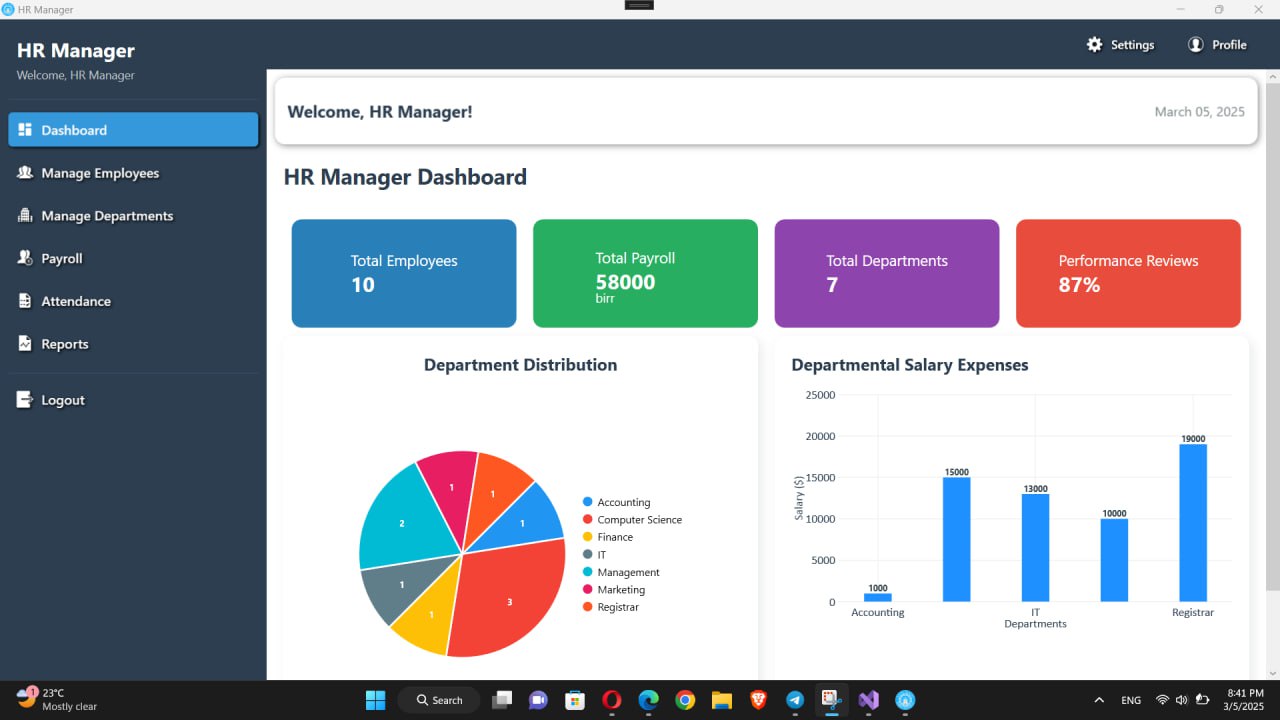 HR Manager
HR Manager
Welcome, HR Manager
Settings
Profile
Dashboard
Manage Employees
Manage Departments
Payroll
Attendance
Reports
Logout
Welcome, HR Manager!
March 05, 2025
HR Manager Dashboard
Total Employees
10
Total Payroll
58000
birr
Total Departments
7
Performance Reviews
87%
Department Distribution
1
1
1
2
1
1
3
Accounting
Computer Science
Finance
IT
Management
Marketing
Registrar
Departmental Salary Expenses
25000
20000
15000
10000
5000
0
Salary ($)
1000
15000
13000
10000
19000
Accounting
IT
Registrar
Departments
1
23°C
Mostly clear
Search
ENG
8:41 PM
3/5/2025